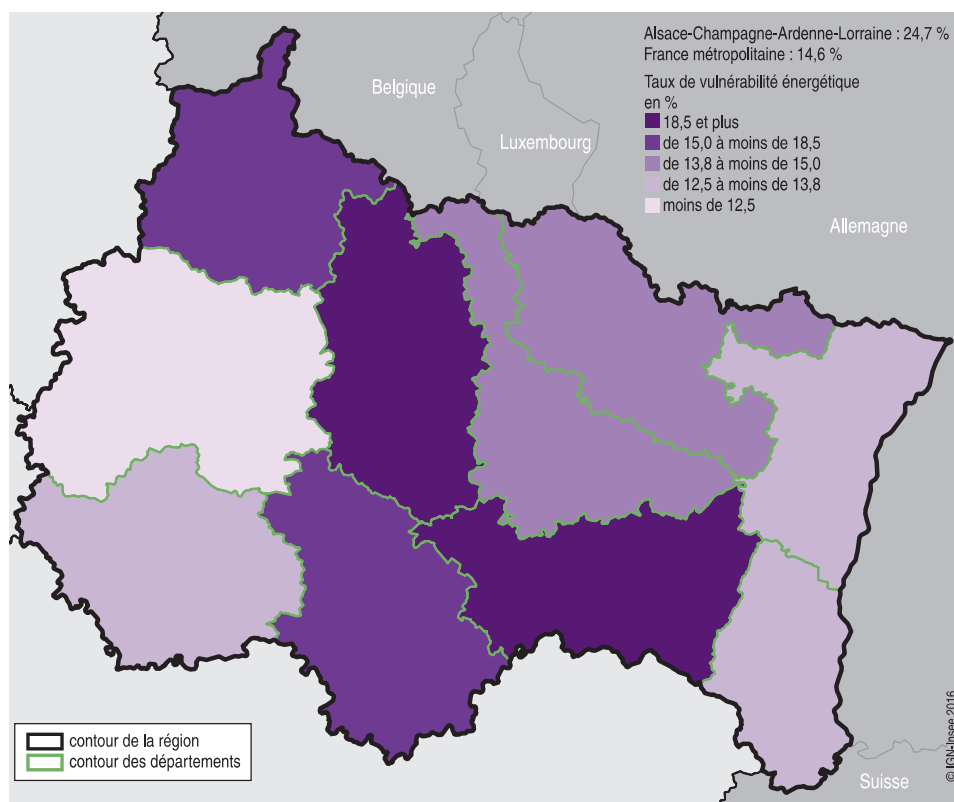 Alsace-Champagne-Ardenne-Lorraine : 24,7 %
France métropolitaine : 14,6 %
Taux de vulnérabilité énergétique
en %
18,5 et plus
de 15,0 à moins de 18,5
de 13,8 à moins de 15,0
de 12,5 à moins de 13,8
moins de 12,5
Belgique
Luxembourg
Allemagne
contour de la région
contour des départements
Suisse
© IGN-Insee 2016